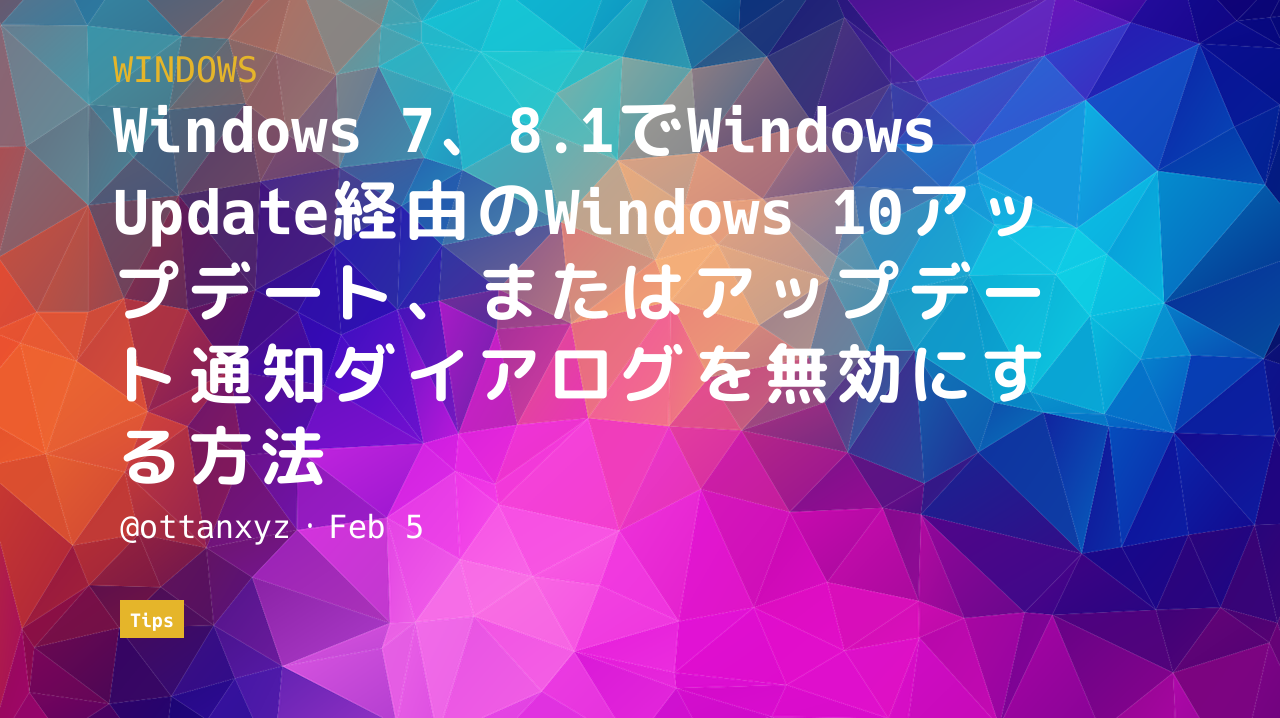 WINDOWS
Windows 7、8.1でWindows
Update経由のWindows 10アッ
プデート、またはアップデー
ト通知ダイアログを無効にす
る方法
@ottanxyz · Feb 5
Tips